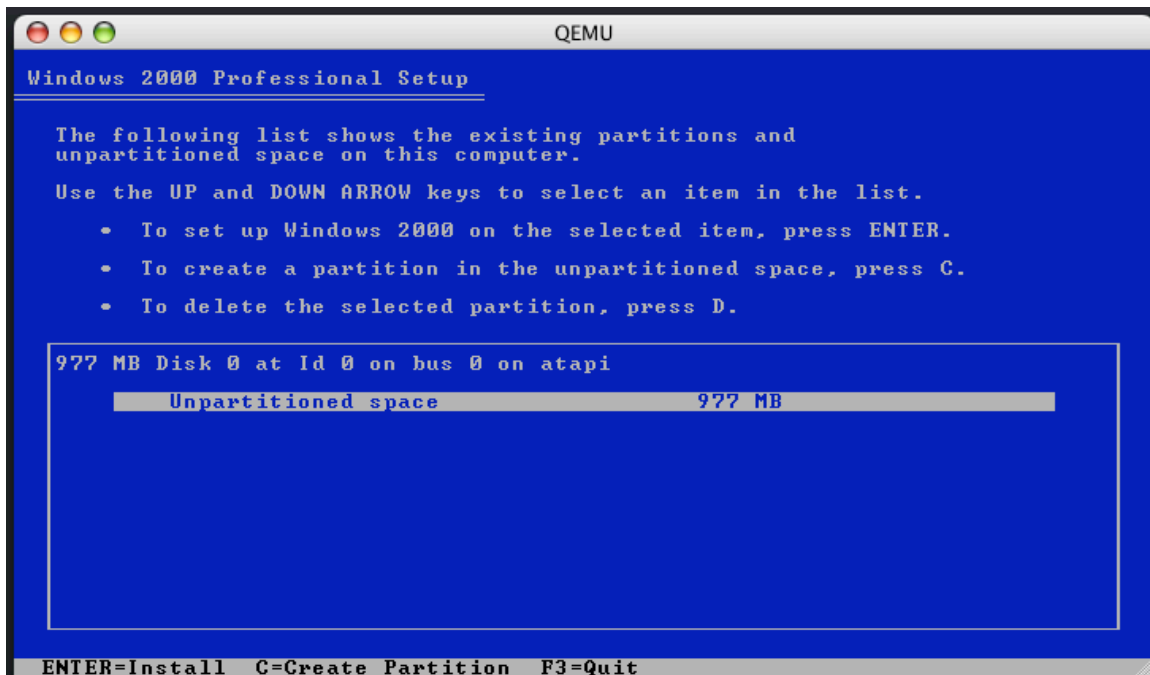 QEMU
Windows 2000 Professional Setup
The following list shows the existing partitions and
unpartitioned space on this computer.
Use the UP and DOWN ARROW keys to select an item in the list.
• To set up Windows 2000 on the selected item, press ENTER.
• To create a partition in the unpartitioned space, press C.
• To delete the selected partition, press D.
977 MB Disk 0 at Id 0 on bus 0 on atapi
Unpartitioned space 977 MB
ENTER=Install C=Create Partition F3=Quit